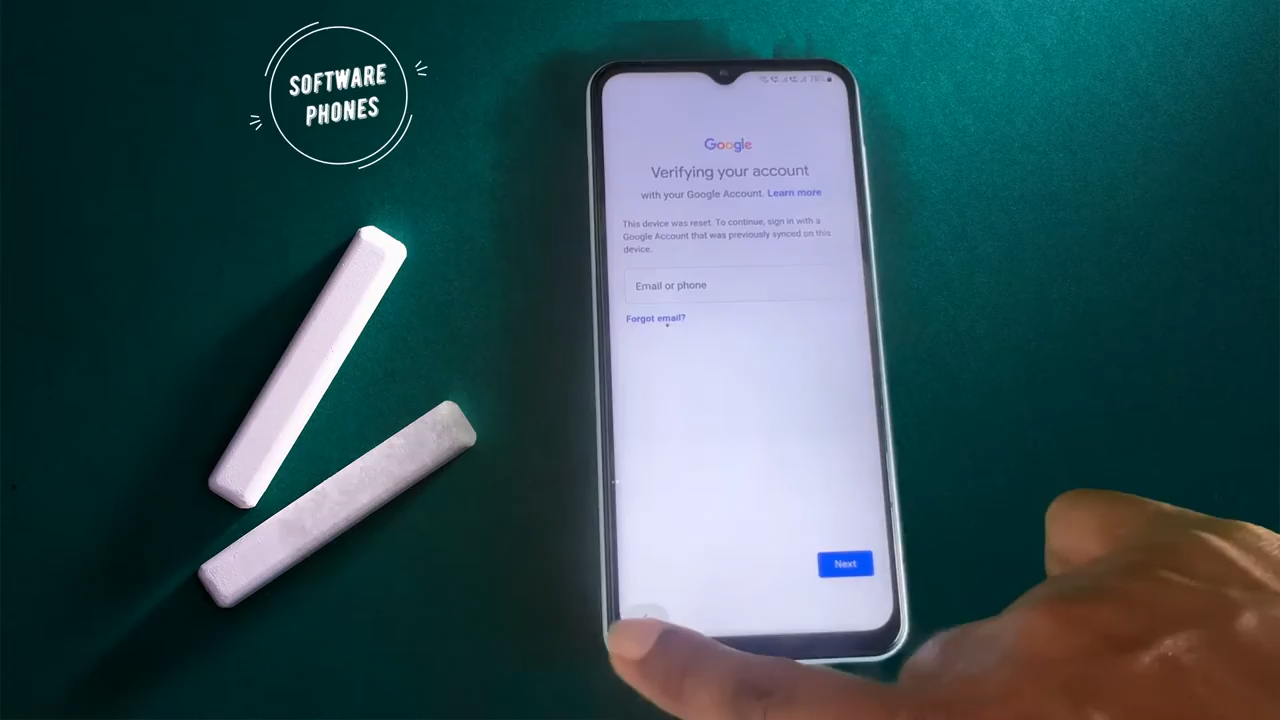 SOFTWARE
PHONES
Google
Verifying your account
with your Google Account. Learn more
This device was reset. To continue, sign in with a
Google Account that was previously synced on this
device.
Email or phone
Forgot email?
Next